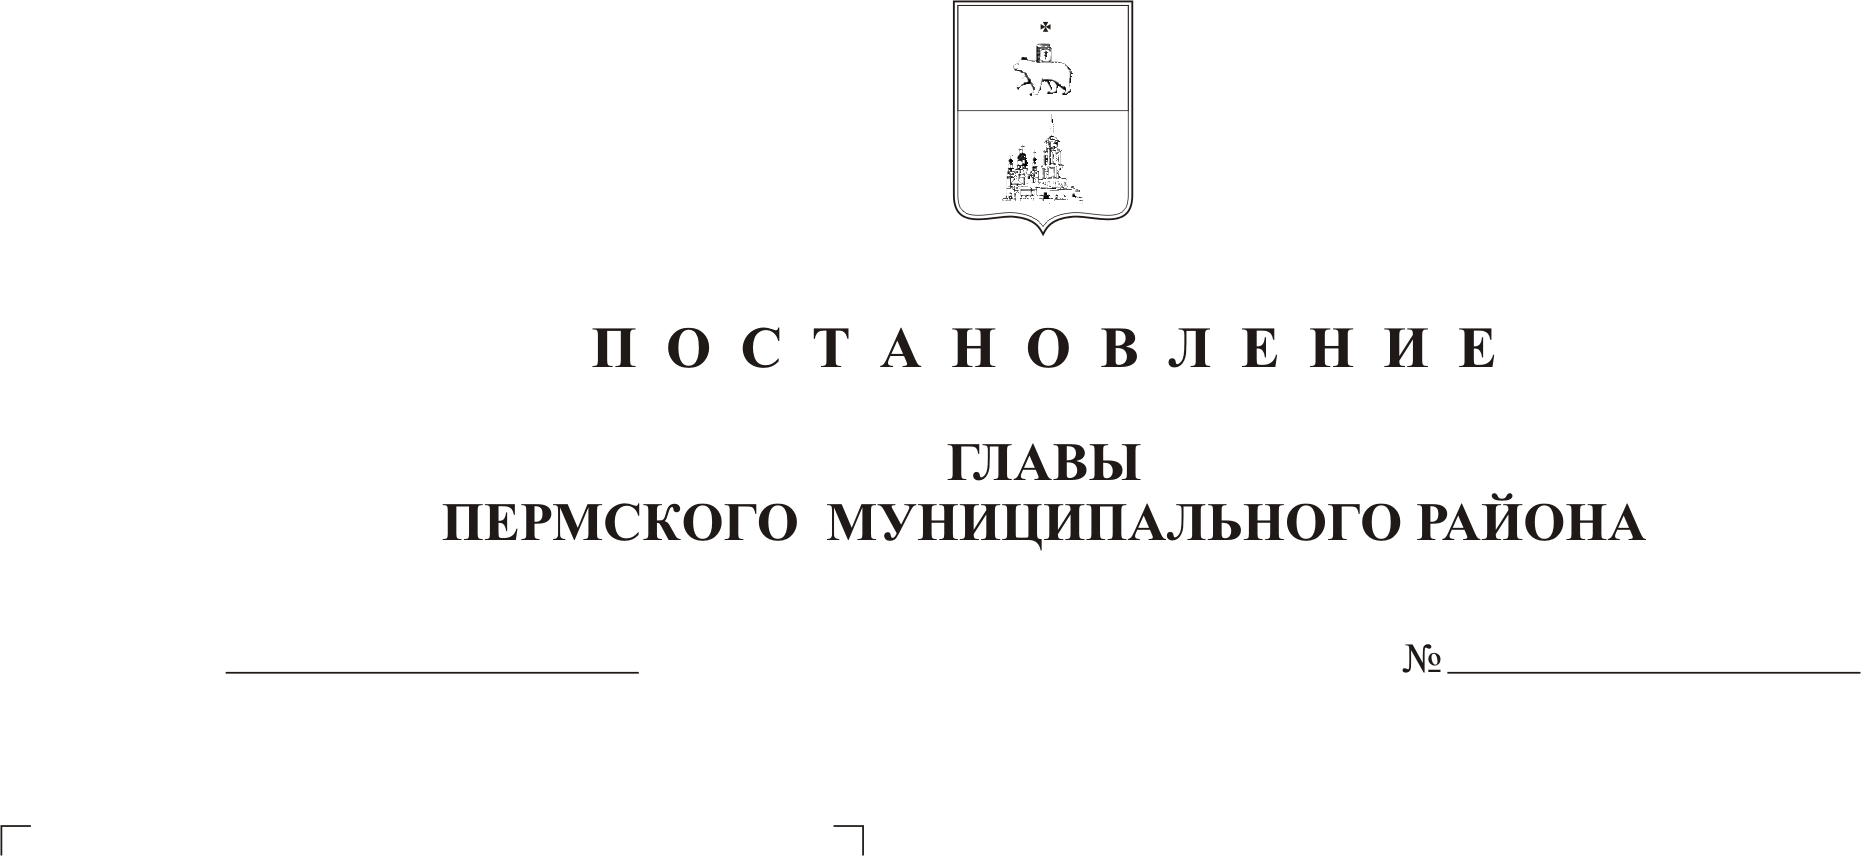 П О С Т А Н О В Л Е Н И Е
ГЛАВЫ
ПЕРМСКОГО МУНИЦИПАЛЬНОГО РАЙОНА
№